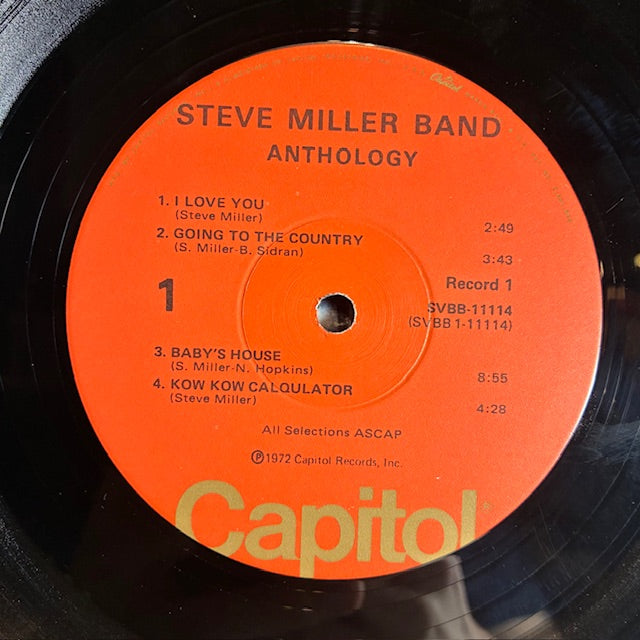 Capitol
STEVE MILLER BAND
ANTHOLOGY
1. I LOVE YOU 2:49
(Steve Miller)
2. GOING TO THE COUNTRY 3:43
(S. Miller-B. Sidran)
1
Record 1
SVBB-11114
(SVBB 1-11114)
3. BABY'S HOUSE 8:55
(S. Miller-N. Hopkins)
4. KOW KOW CALQULATOR 4:28
(Steve Miller)
All Selections ASCAP
Ⓟ1972 Capitol Records, Inc.
Capitol®